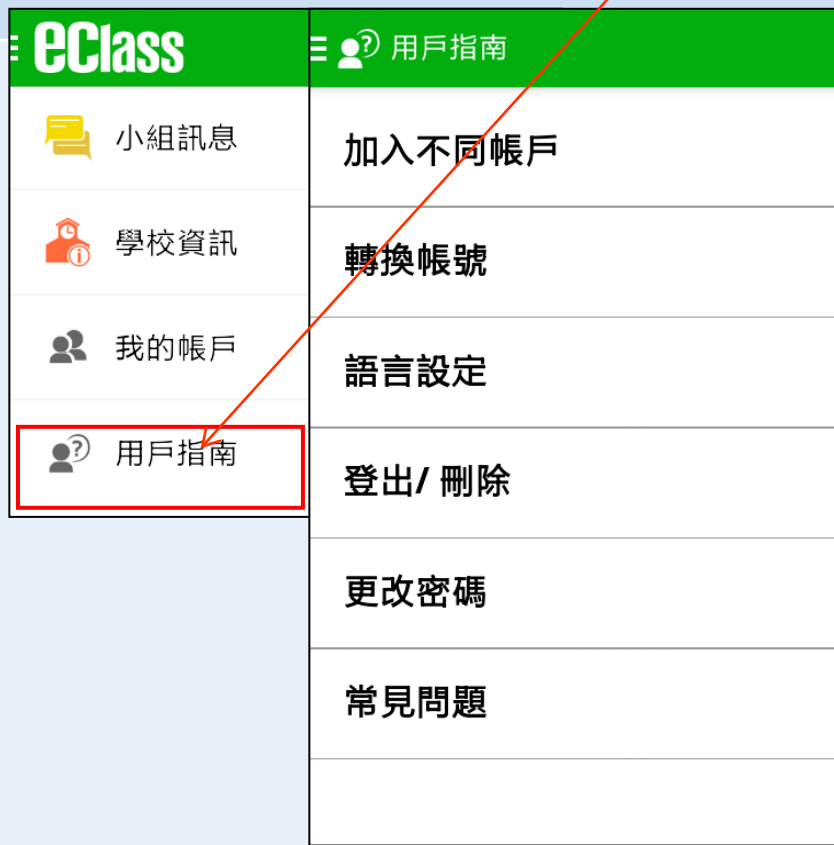 eClass
小組訊息
學校資訊
我的帳戶
用戶指南
用戶指南
加入不同帳戶
轉換帳號
語言設定
登出/ 刪除
更改密碼
常見問題